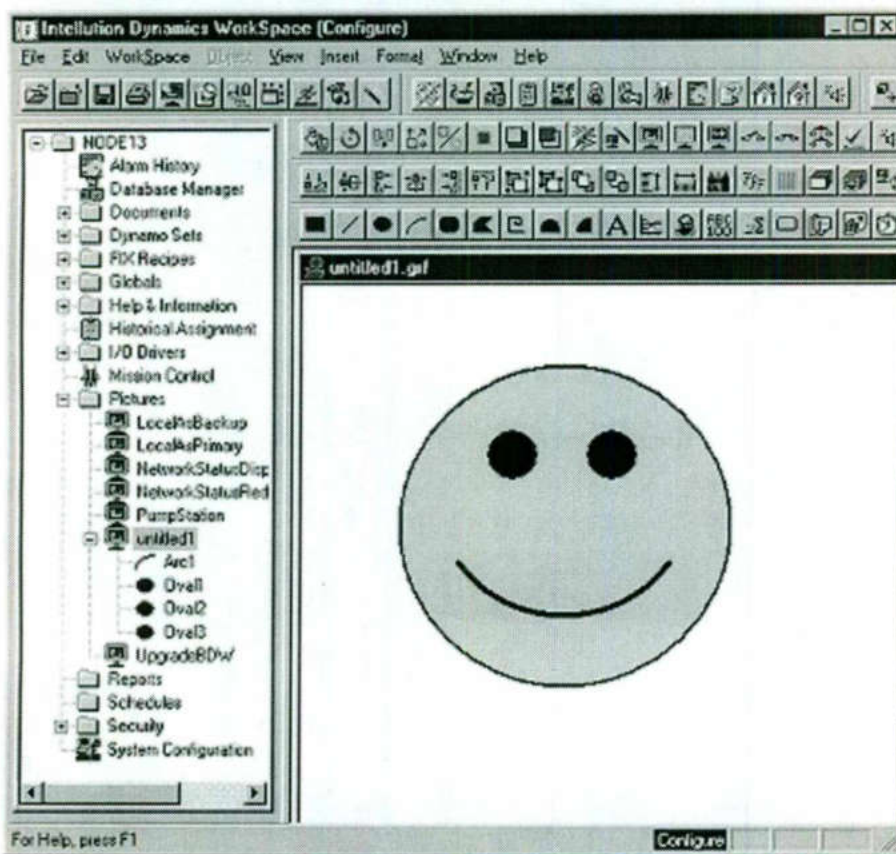 Intellution Dynamics WorkSpace (Configure)
File Edit WorkSpace Object View Insert Format Window Help
NODE13
Alarm History
Database Manager
Documents
Dynamo Sets
FIX Recipes
Globals
Help & Information
Historical Assignment
I/O Drivers
Mission Control
Pictures
LocalAsBackup
LocalAsPrimary
NetworkStatusDisp
NetworkStatusRed
PumpStation
untitled1
Arc1
Oval1
Oval2
Oval3
UpgradeBDW
Reports
Schedules
Security
System Configuration
A
untitled1.grf
For Help, press F1
Configure